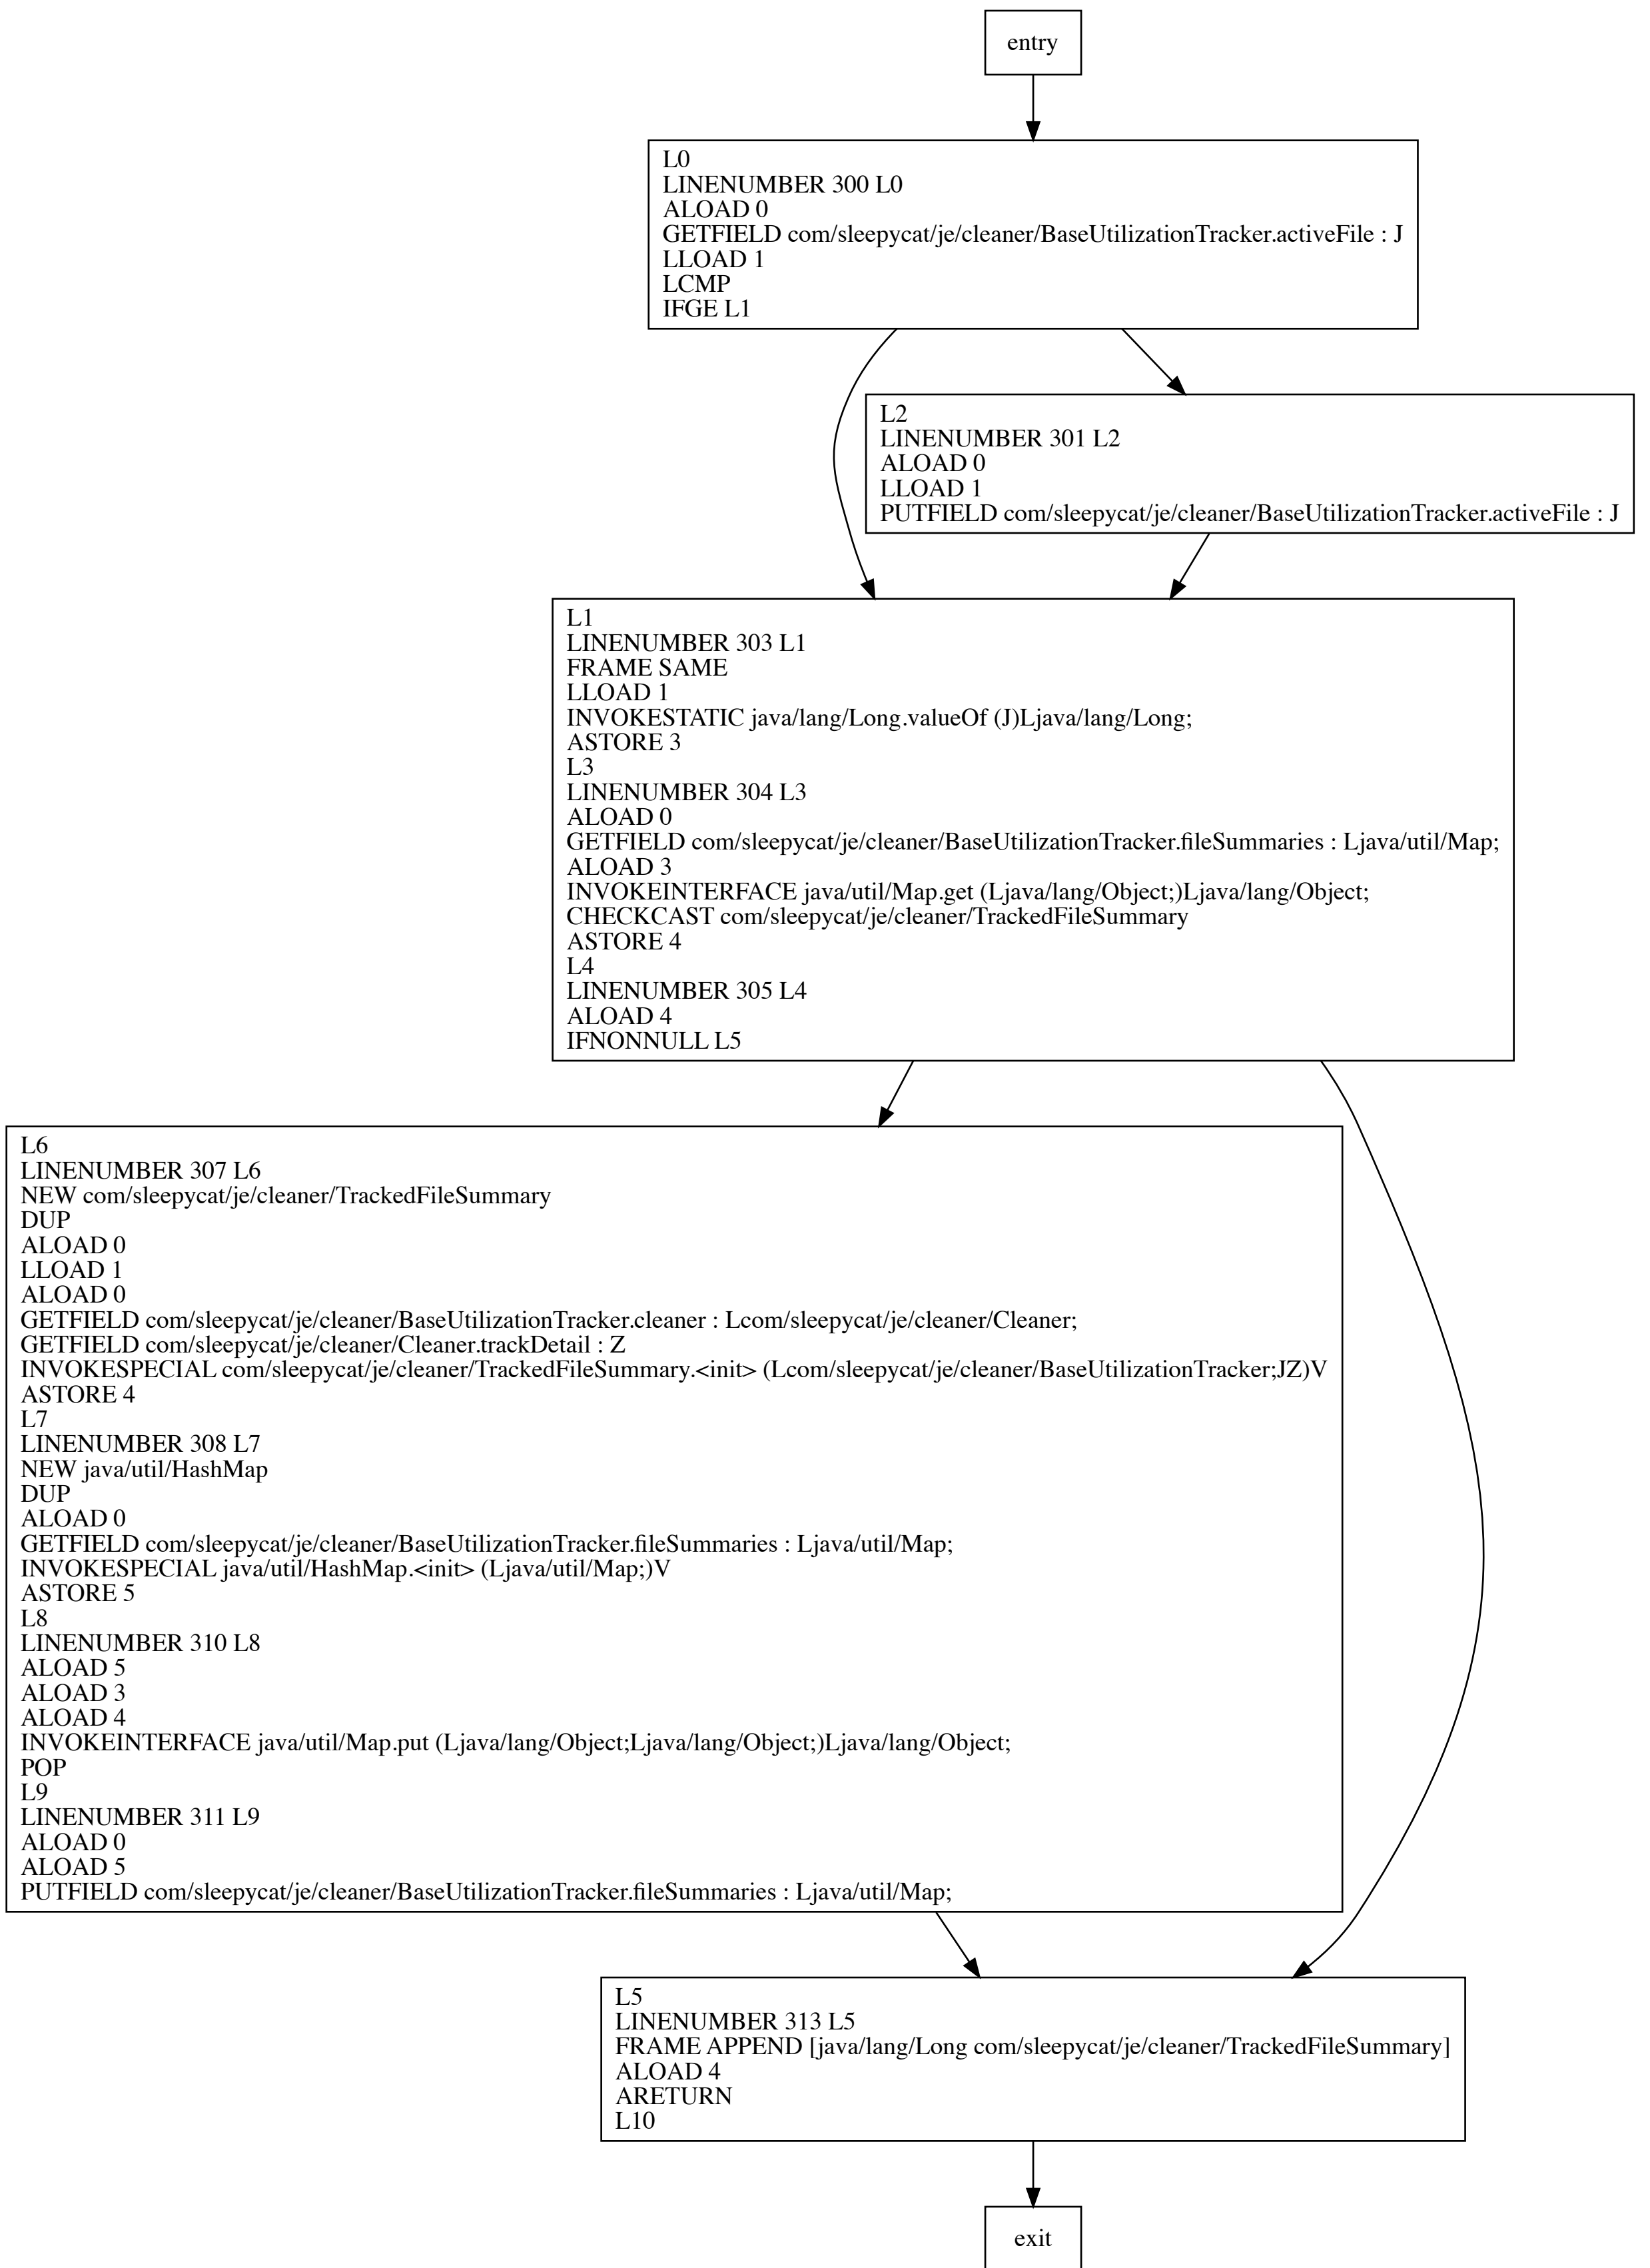 entry
L0
LINENUMBER 300 L0
ALOAD 0
GETFIELD com/sleepycat/je/cleaner/BaseUtilizationTracker.activeFile : J
LLOAD 1
LCMP
IFGE L1
L2
LINENUMBER 301 L2
ALOAD 0
LLOAD 1
PUTFIELD com/sleepycat/je/cleaner/BaseUtilizationTracker.activeFile : J
L1
LINENUMBER 303 L1
FRAME SAME
LLOAD 1
INVOKESTATIC java/lang/Long.valueOf (J)Ljava/lang/Long;
ASTORE 3
L3
LINENUMBER 304 L3
ALOAD 0
GETFIELD com/sleepycat/je/cleaner/BaseUtilizationTracker.fileSummaries : Ljava/util/Map;
ALOAD 3
INVOKEINTERFACE java/util/Map.get (Ljava/lang/Object;)Ljava/lang/Object;
CHECKCAST com/sleepycat/je/cleaner/TrackedFileSummary
ASTORE 4
L4
LINENUMBER 305 L4
ALOAD 4
IFNONNULL L5
L6
LINENUMBER 307 L6
NEW com/sleepycat/je/cleaner/TrackedFileSummary
DUP
ALOAD 0
LLOAD 1
ALOAD 0
GETFIELD com/sleepycat/je/cleaner/BaseUtilizationTracker.cleaner : Lcom/sleepycat/je/cleaner/Cleaner;
GETFIELD com/sleepycat/je/cleaner/Cleaner.trackDetail : Z
INVOKESPECIAL com/sleepycat/je/cleaner/TrackedFileSummary.<init> (Lcom/sleepycat/je/cleaner/BaseUtilizationTracker;JZ)V
ASTORE 4
L7
LINENUMBER 308 L7
NEW java/util/HashMap
DUP
ALOAD 0
GETFIELD com/sleepycat/je/cleaner/BaseUtilizationTracker.fileSummaries : Ljava/util/Map;
INVOKESPECIAL java/util/HashMap.<init> (Ljava/util/Map;)V
ASTORE 5
L8
LINENUMBER 310 L8
ALOAD 5
ALOAD 3
ALOAD 4
INVOKEINTERFACE java/util/Map.put (Ljava/lang/Object;Ljava/lang/Object;)Ljava/lang/Object;
POP
L9
LINENUMBER 311 L9
ALOAD 0
ALOAD 5
PUTFIELD com/sleepycat/je/cleaner/BaseUtilizationTracker.fileSummaries : Ljava/util/Map;
L5
LINENUMBER 313 L5
FRAME APPEND [java/lang/Long com/sleepycat/je/cleaner/TrackedFileSummary]
ALOAD 4
ARETURN
L10
exit